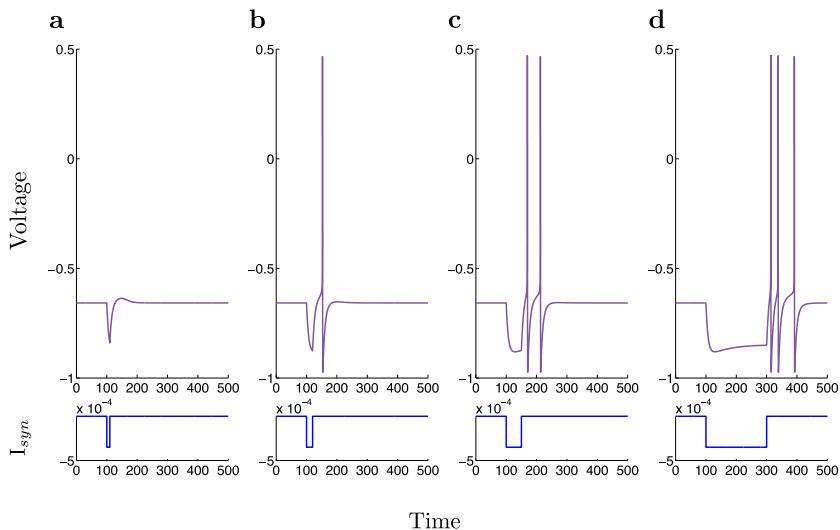 a b c d
Voltage
0.5 0.5 0.5 0.5
0 0 0 0
−0.5 −0.5 −0.5 −0.5
−1 −1 −1 −1
0 100 200 300 400 500 0 100 200 300 400 500 0 100 200 300 400 500 0 100 200 300 400 500
x 10⁻⁴ x 10⁻⁴ x 10⁻⁴ x 10⁻⁴
I_syn
−5 −5 −5 −5
0 100 200 300 400 500 0 100 200 300 400 500 0 100 200 300 400 500 0 100 200 300 400 500
Time